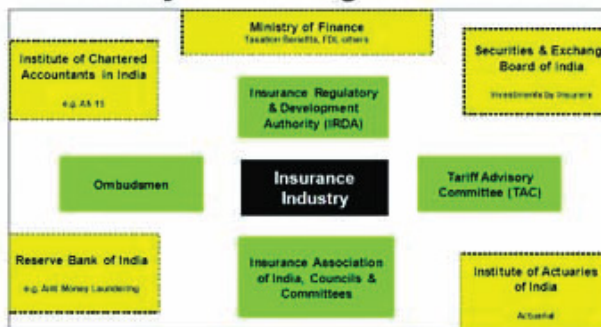 Ministry of Finance
Taxation Benefits, FDI, others
Institute of Chartered
Accountants in India
e.g. AS 15
Securities & Exchange
Board of India
Investments by Insurers
Insurance Regulatory
& Development
Authority (IRDA)
Ombudsmen
Insurance
Industry
Tariff Advisory
Committee (TAC)
Reserve Bank of India
e.g. Anti Money Laundering
Insurance Association
of India, Councils &
Committees
Institute of Actuaries
of India
Actuarial